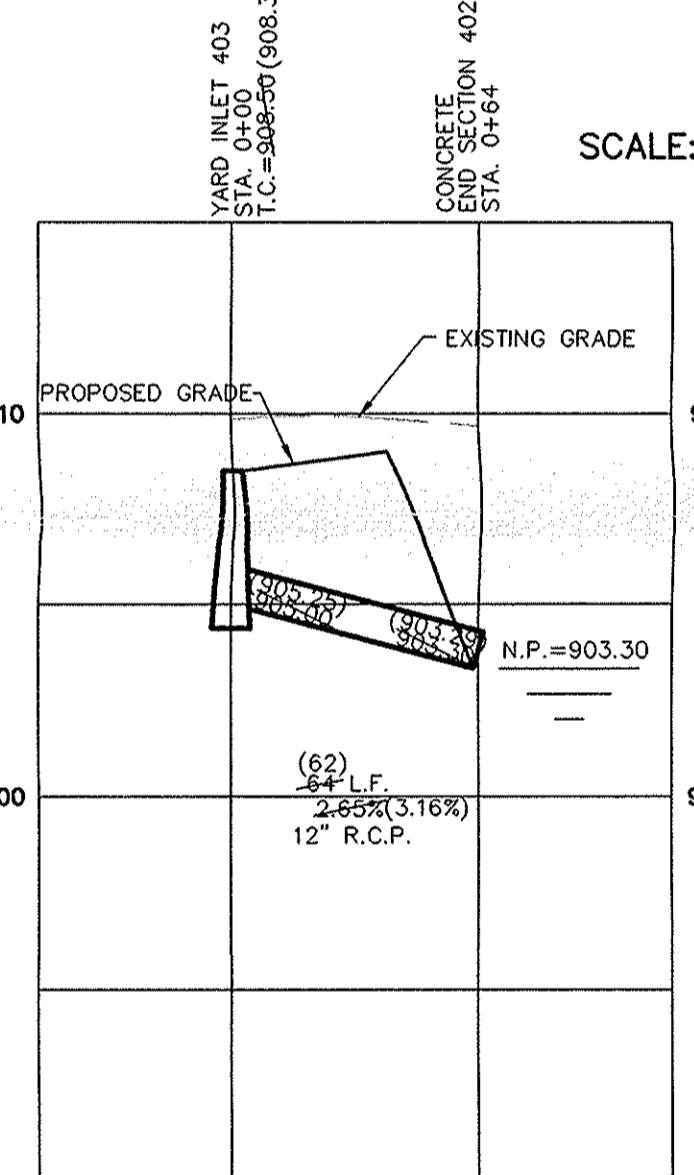 YARD INLET 403
STA. 0+00
T.C.=908.50(908.3
CONCRETE
END SECTION 402
STA. 0+64
SCALE:
EXISTING GRADE
PROPOSED GRADE
10
9
(905.25)
905.00
(903.29)
903.30
N.P.=903.30
(62)
64 L.F.
00
9
2.65%(3.16%)
12" R.C.P.